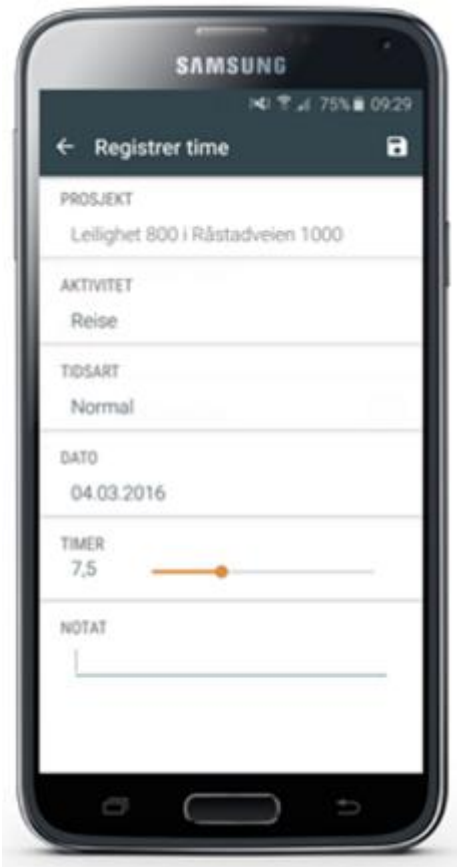 SAMSUNG
75% 09:29
Registrer time
PROSJEKT
Leilighet 800 i Råstadveien 1000
AKTIVITET
Reise
TIDSART
Normal
DATO
04.03.2016
TIMER
7,5
NOTAT